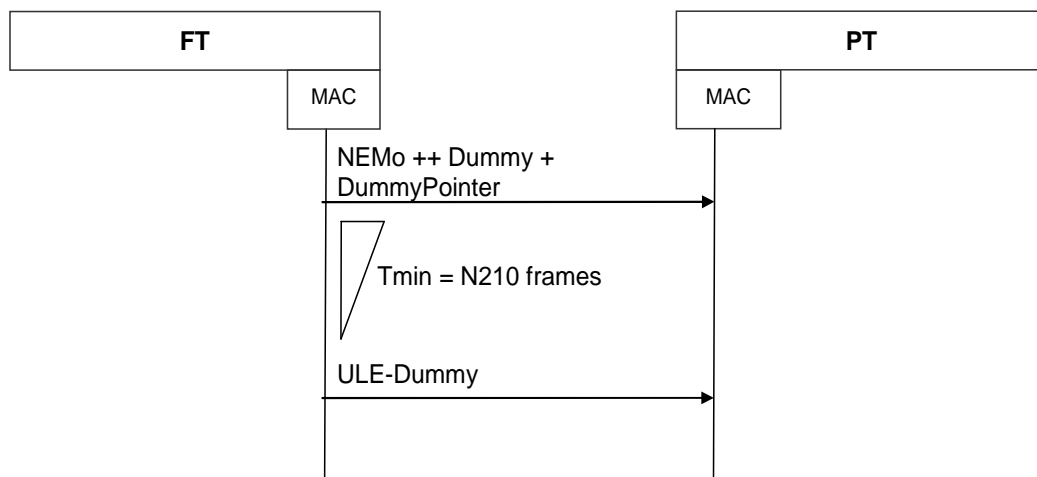 FT
PT
MAC
MAC
NEMo ++ Dummy +
DummyPointer
Tmin = N210 frames
ULE-Dummy